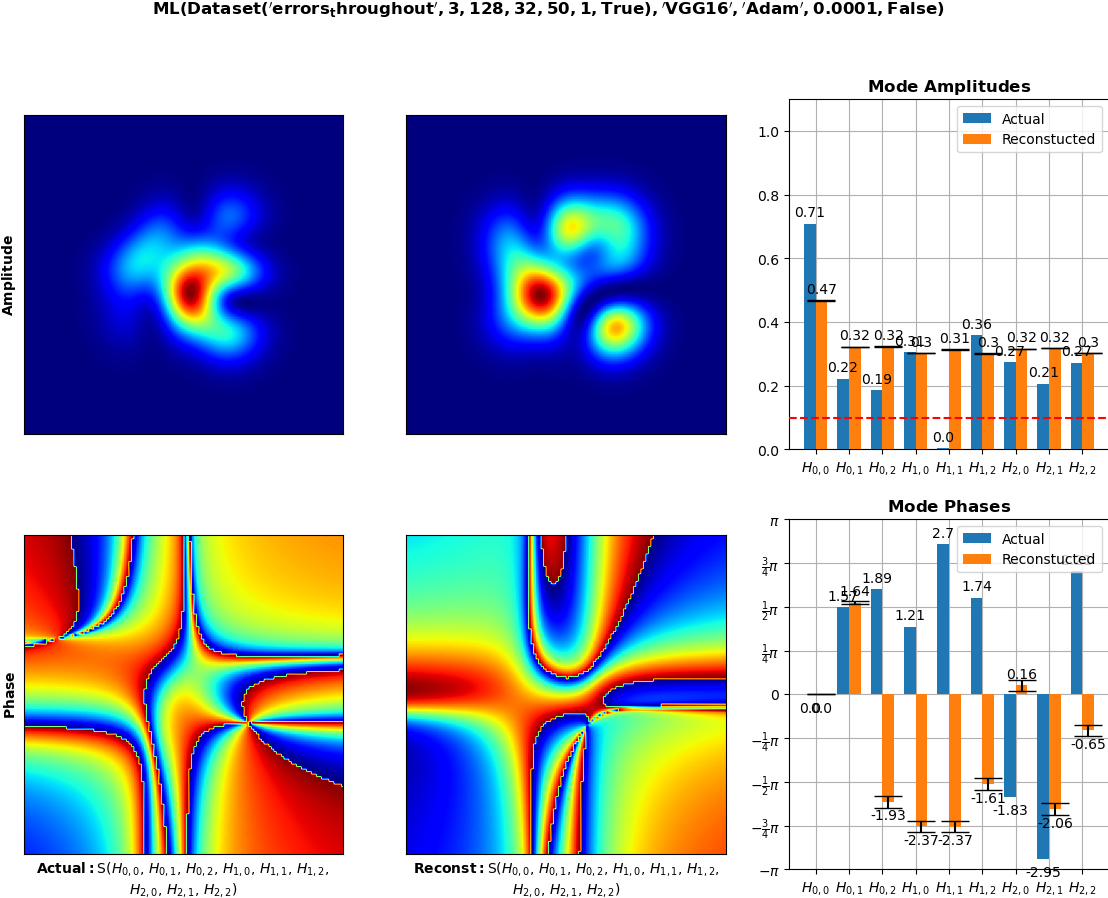 ML(Dataset('errors_throughout', 3, 128, 32, 50, 1, True), 'VGG16', 'Adam', 0.0001, False)
Amplitude
Mode Amplitudes
Actual
Reconstucted
1.0
0.8
0.6
0.4
0.2
0.0
0.71
0.47
0.22
0.32
0.19
0.32
0.31
0.3
0.0
0.31
0.36
0.3
0.27
0.32
0.21
0.32
0.27
0.3
H0,0 H0,1 H0,2 H1,0 H1,1 H1,2 H2,0 H2,1 H2,2
Phase
Actual: S(H0,0, H0,1, H0,2, H1,0, H1,1, H1,2,
H2,0, H2,1, H2,2)
Reconst: S(H0,0, H0,1, H0,2, H1,0, H1,1, H1,2,
H2,0, H2,1, H2,2)
Mode Phases
Actual
Reconstucted
π
3/4π
1/2π
1/4π
0
−1/4π
−1/2π
−3/4π
−π
0.0
0.0
1.57
1.64
1.89
-1.93
1.21
-2.37
2.7
-2.37
1.74
-1.61
-1.83
0.16
-2.95
-2.06
-0.65
H0,0 H0,1 H0,2 H1,0 H1,1 H1,2 H2,0 H2,1 H2,2